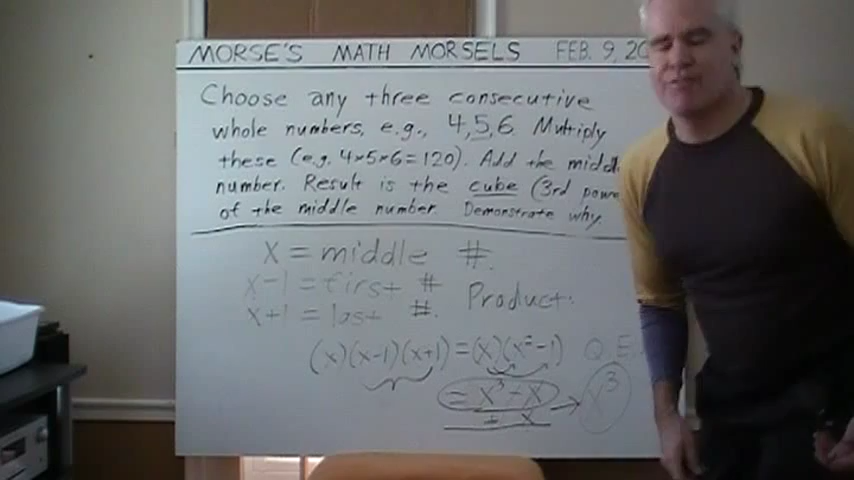 MORSE'S MATH MORSELS FEB. 9, 20
Choose any three consecutive
whole numbers, e.g., 4,5,6. Multiply
these (e.g. 4×5×6=120). Add the middl
number. Result is the cube (3rd powe
of the middle number. Demonstrate why.
x = middle #.
x-1 = first #
x+1 = last #. Product:
(x)(x-1)(x+1)=(x)(x²-1) Q.E.
= x³-x → x³
+ x